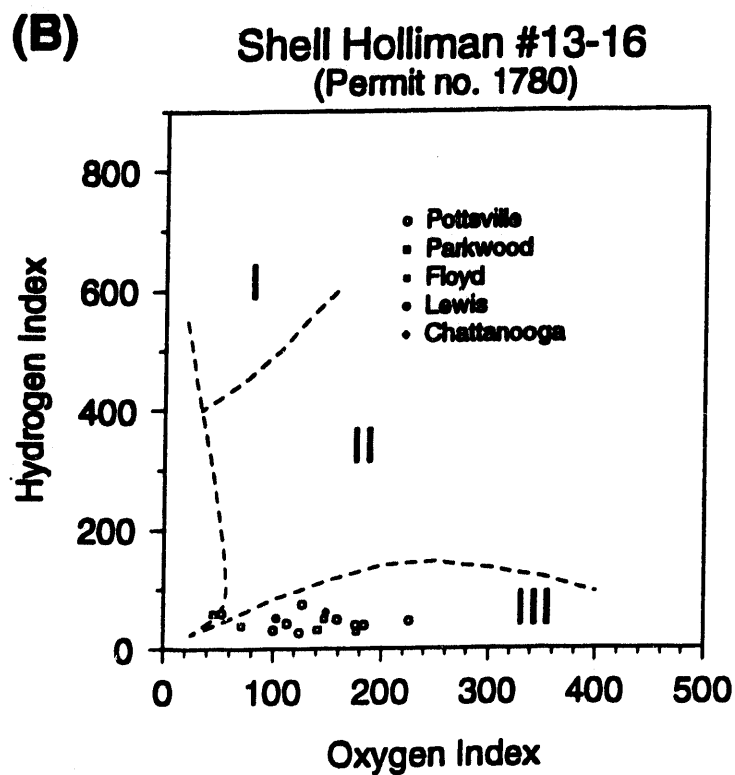 (B)
Shell Holliman #13-16
(Permit no. 1780)
800
600
400
200
0
Hydrogen Index
I
II
III
Pottsville
Parkwood
Floyd
Lewis
Chattanooga
0 100 200 300 400 500
Oxygen Index